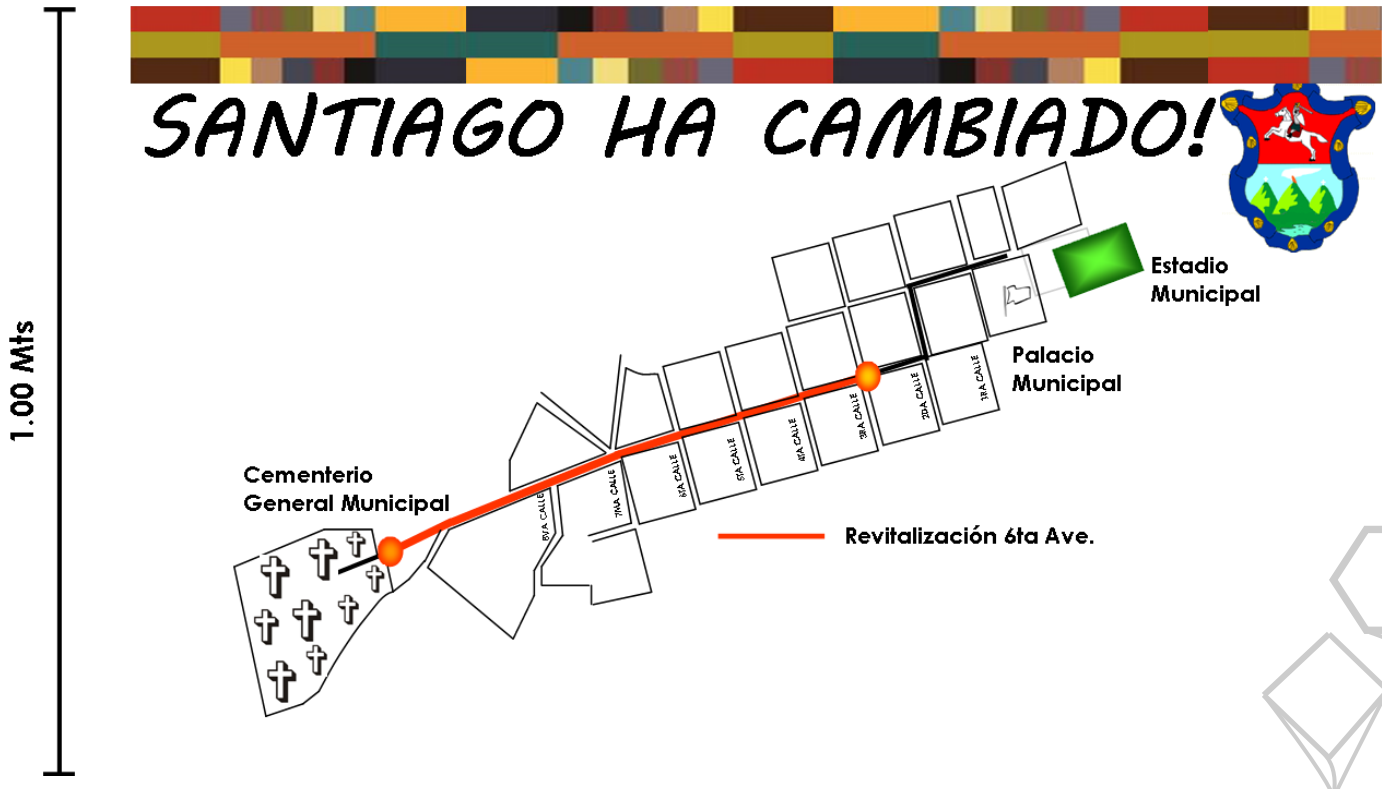 SANTIAGO HA CAMBIADO!
1.00 Mts
Estadio
Municipal
Palacio
Municipal
1RA CALLE
2DA CALLE
3RA CALLE
4TA CALLE
5TA CALLE
6TA CALLE
7MA CALLE
8VA CALLE
Cementerio
General Municipal
Revitalización 6ta Ave.